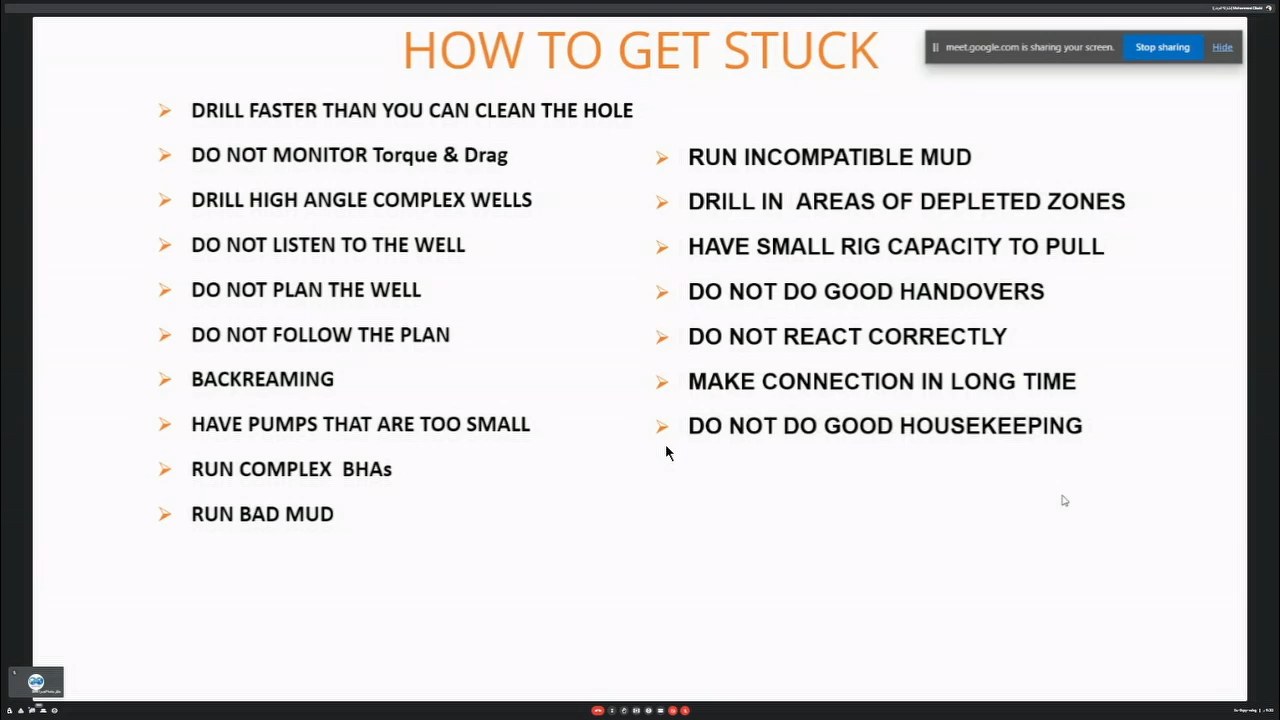 HOW TO GET STUCK
meet.google.com is sharing your screen.
Stop sharing
Hide
DRILL FASTER THAN YOU CAN CLEAN THE HOLE
DO NOT MONITOR Torque & Drag
DRILL HIGH ANGLE COMPLEX WELLS
DO NOT LISTEN TO THE WELL
DO NOT PLAN THE WELL
DO NOT FOLLOW THE PLAN
BACKREAMING
HAVE PUMPS THAT ARE TOO SMALL
RUN COMPLEX BHAs
RUN BAD MUD
RUN INCOMPATIBLE MUD
DRILL IN AREAS OF DEPLETED ZONES
HAVE SMALL RIG CAPACITY TO PULL
DO NOT DO GOOD HANDOVERS
DO NOT REACT CORRECTLY
MAKE CONNECTION IN LONG TIME
DO NOT DO GOOD HOUSEKEEPING